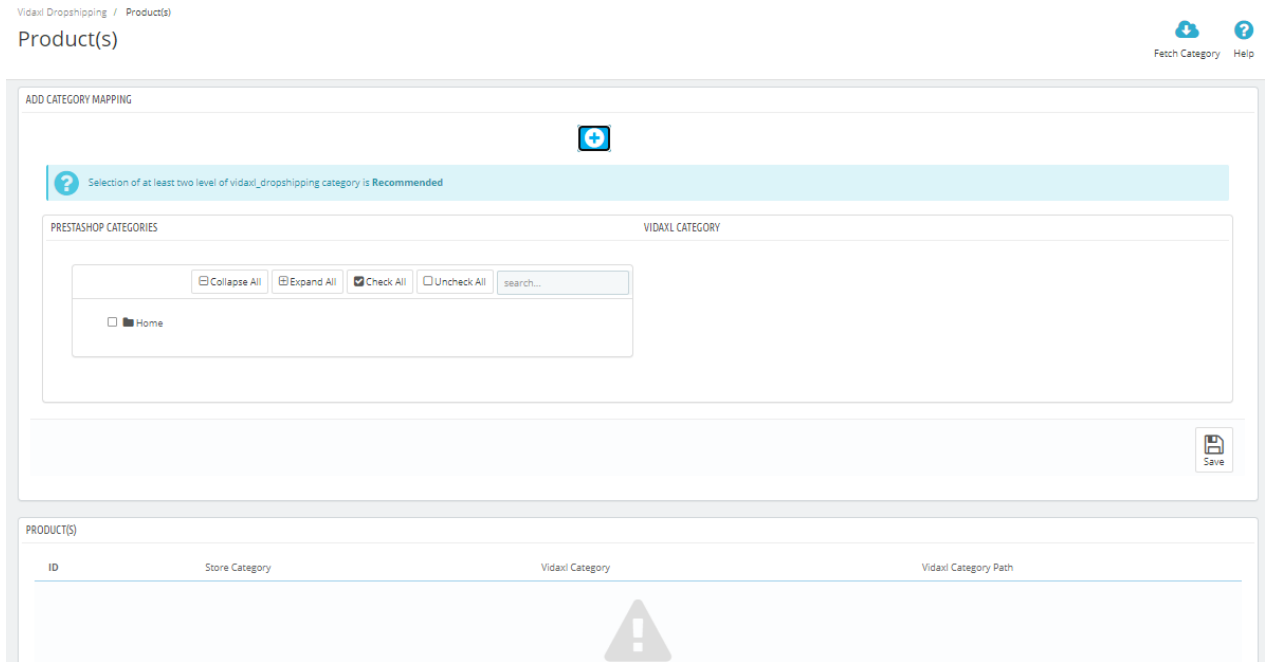 Vidaxl Dropshipping / Product(s)
Product(s)
Fetch Category Help
ADD CATEGORY MAPPING
Selection of at least two level of vidaxl_dropshipping category is Recommended
PRESTASHOP CATEGORIES VIDAXL CATEGORY
Collapse All Expand All Check All Uncheck All search...
Home
Save
PRODUCT(S)
ID Store Category Vidaxl Category Vidaxl Category Path